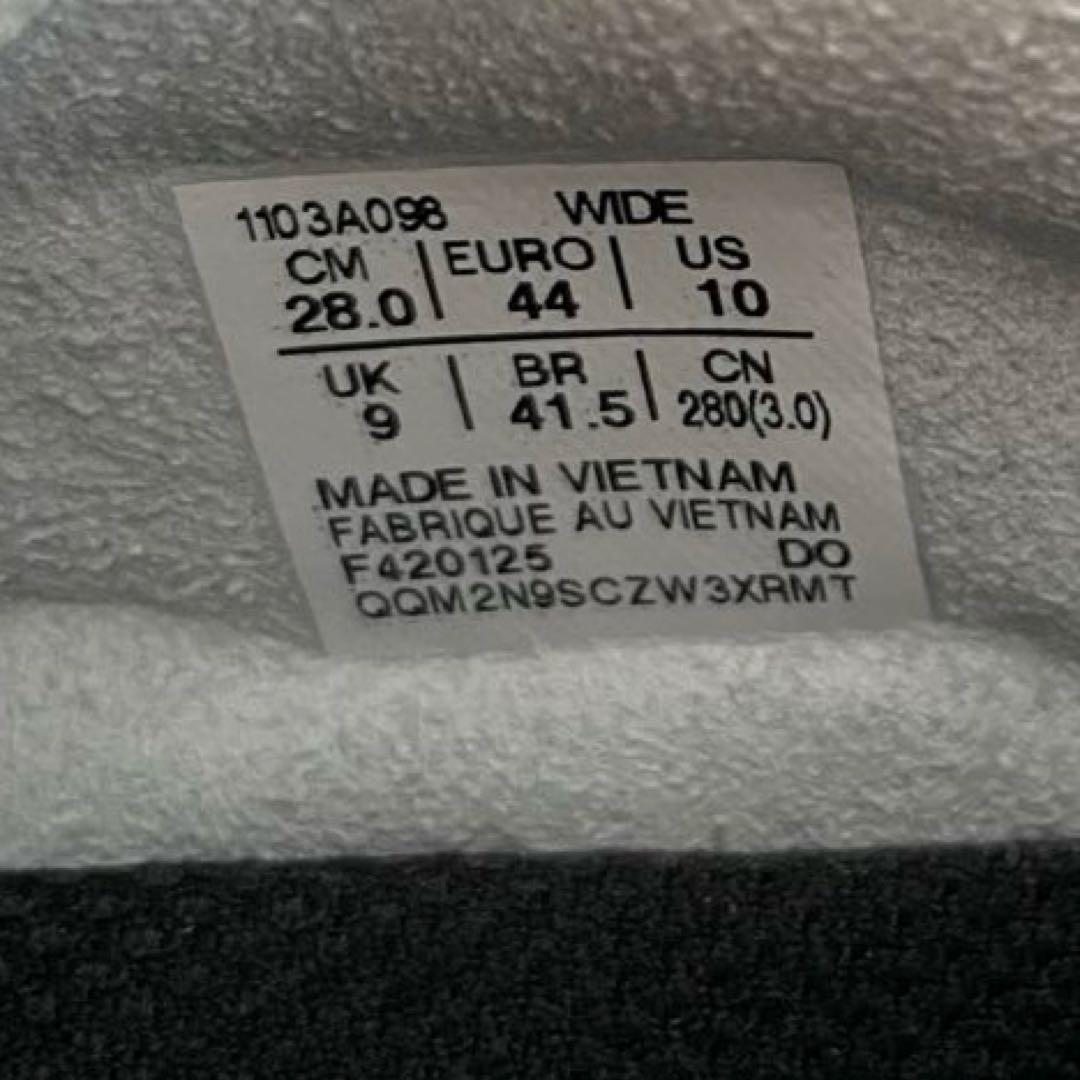 1103A098 WIDE
CM | EURO | US
28.0 | 44 | 10
UK | BR | CN
9 | 41.5 | 280(3.0)
MADE IN VIETNAM
FABRIQUE AU VIETNAM
F420125 DO
QQM2N9SCZW3XRMT